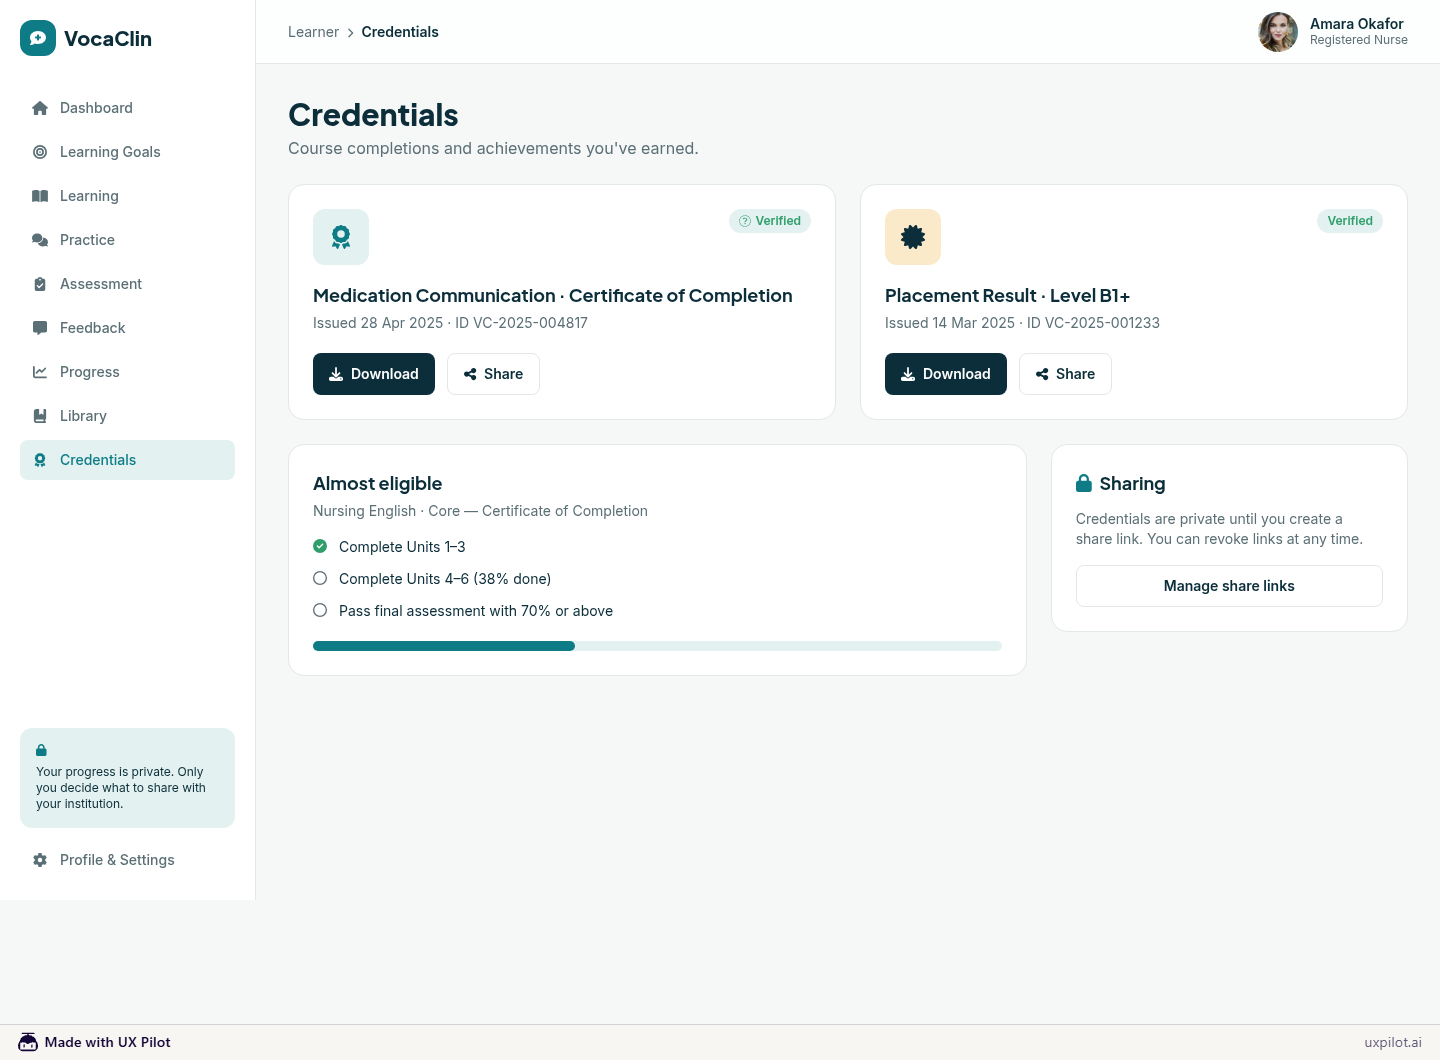 VocaClin
Learner > Credentials
Amara Okafor
Registered Nurse
Dashboard
Learning Goals
Learning
Practice
Assessment
Feedback
Progress
Library
Credentials
Your progress is private. Only
you decide what to share with
your institution.
Profile & Settings
Credentials
Course completions and achievements you've earned.
Verified
Medication Communication · Certificate of Completion
Issued 28 Apr 2025 · ID VC-2025-004817
Download
Share
Verified
Placement Result · Level B1+
Issued 14 Mar 2025 · ID VC-2025-001233
Download
Share
Almost eligible
Nursing English · Core — Certificate of Completion
Complete Units 1–3
Complete Units 4–6 (38% done)
Pass final assessment with 70% or above
Sharing
Credentials are private until you create a
share link. You can revoke links at any time.
Manage share links
Made with UX Pilot
uxpilot.ai